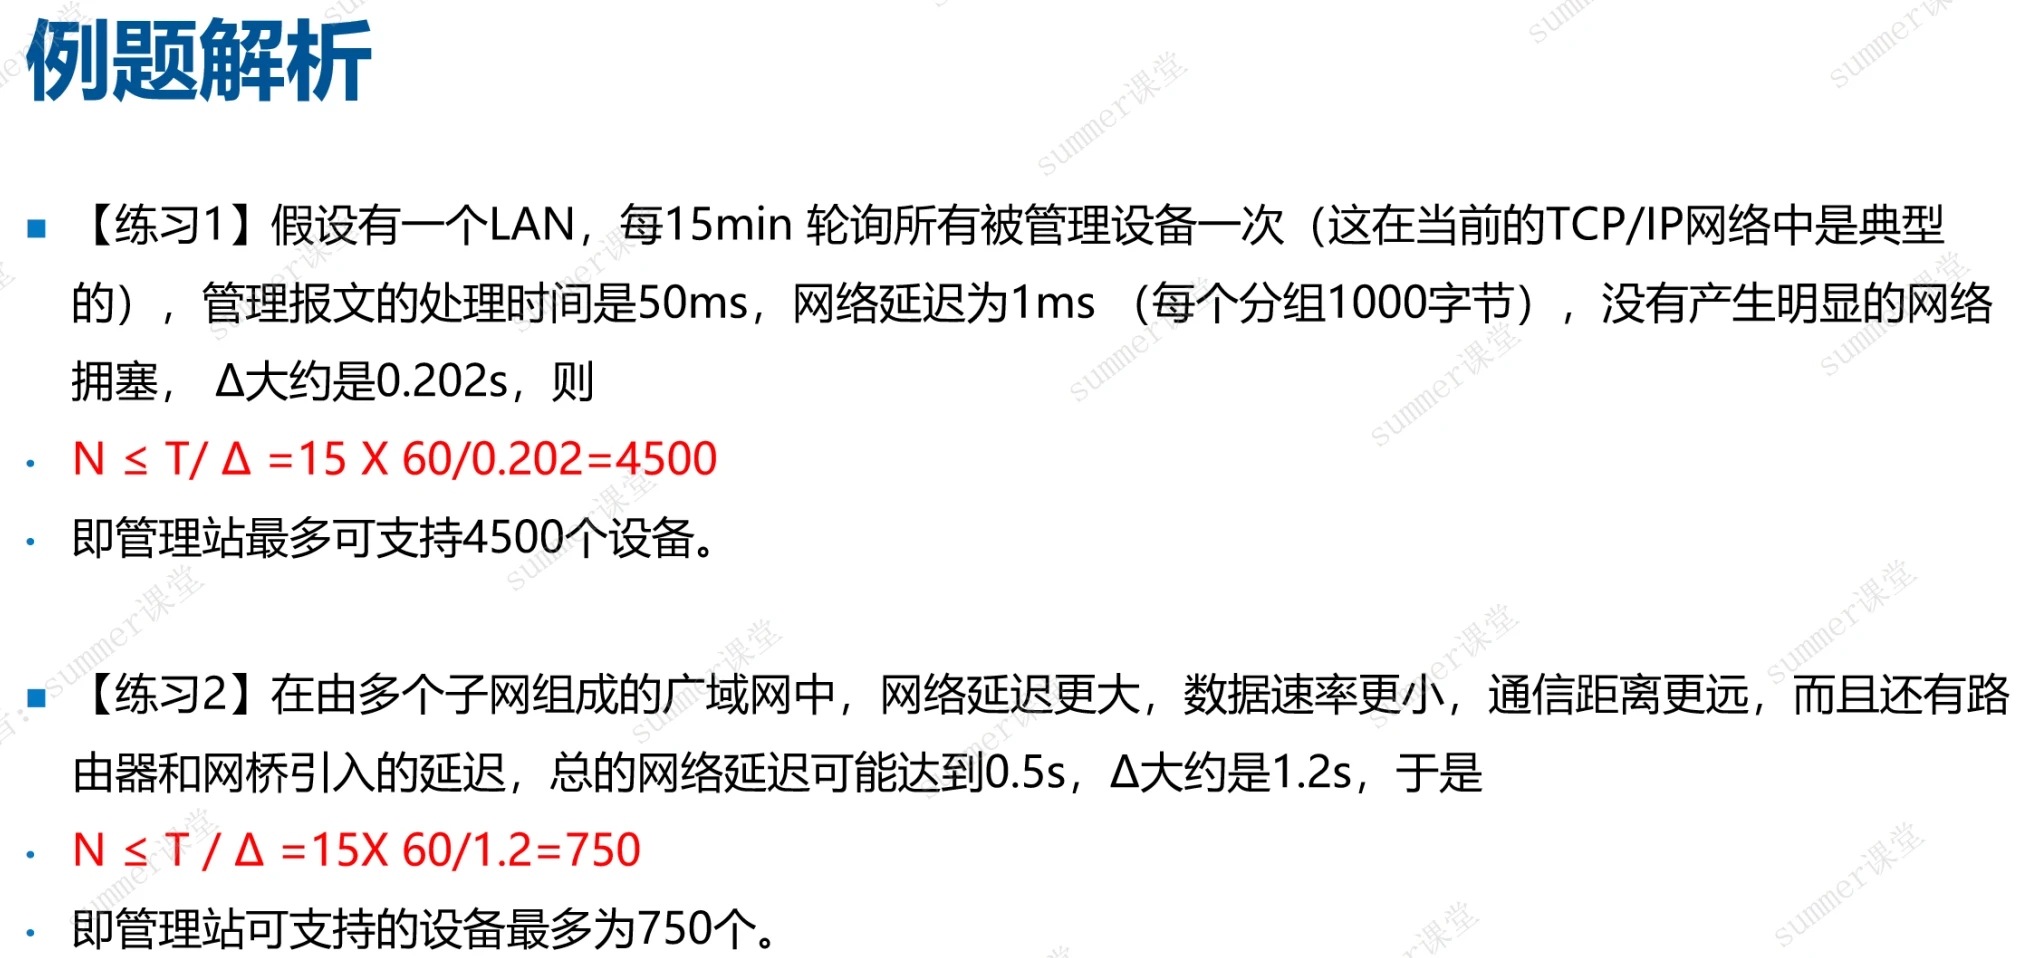 例题解析
【练习1】假设有一个LAN，每15min 轮询所有被管理设备一次（这在当前的TCP/IP网络中是典型
的），管理报文的处理时间是50ms，网络延迟为1ms （每个分组1000字节），没有产生明显的网络
拥塞， Δ大约是0.202s，则
N ≤ T/ Δ =15 X 60/0.202=4500
即管理站最多可支持4500个设备。
【练习2】在由多个子网组成的广域网中，网络延迟更大，数据速率更小，通信距离更远，而且还有路
由器和网桥引入的延迟，总的网络延迟可能达到0.5s，Δ大约是1.2s，于是
N ≤ T / Δ =15X 60/1.2=750
即管理站可支持的设备最多为750个。
summer课堂